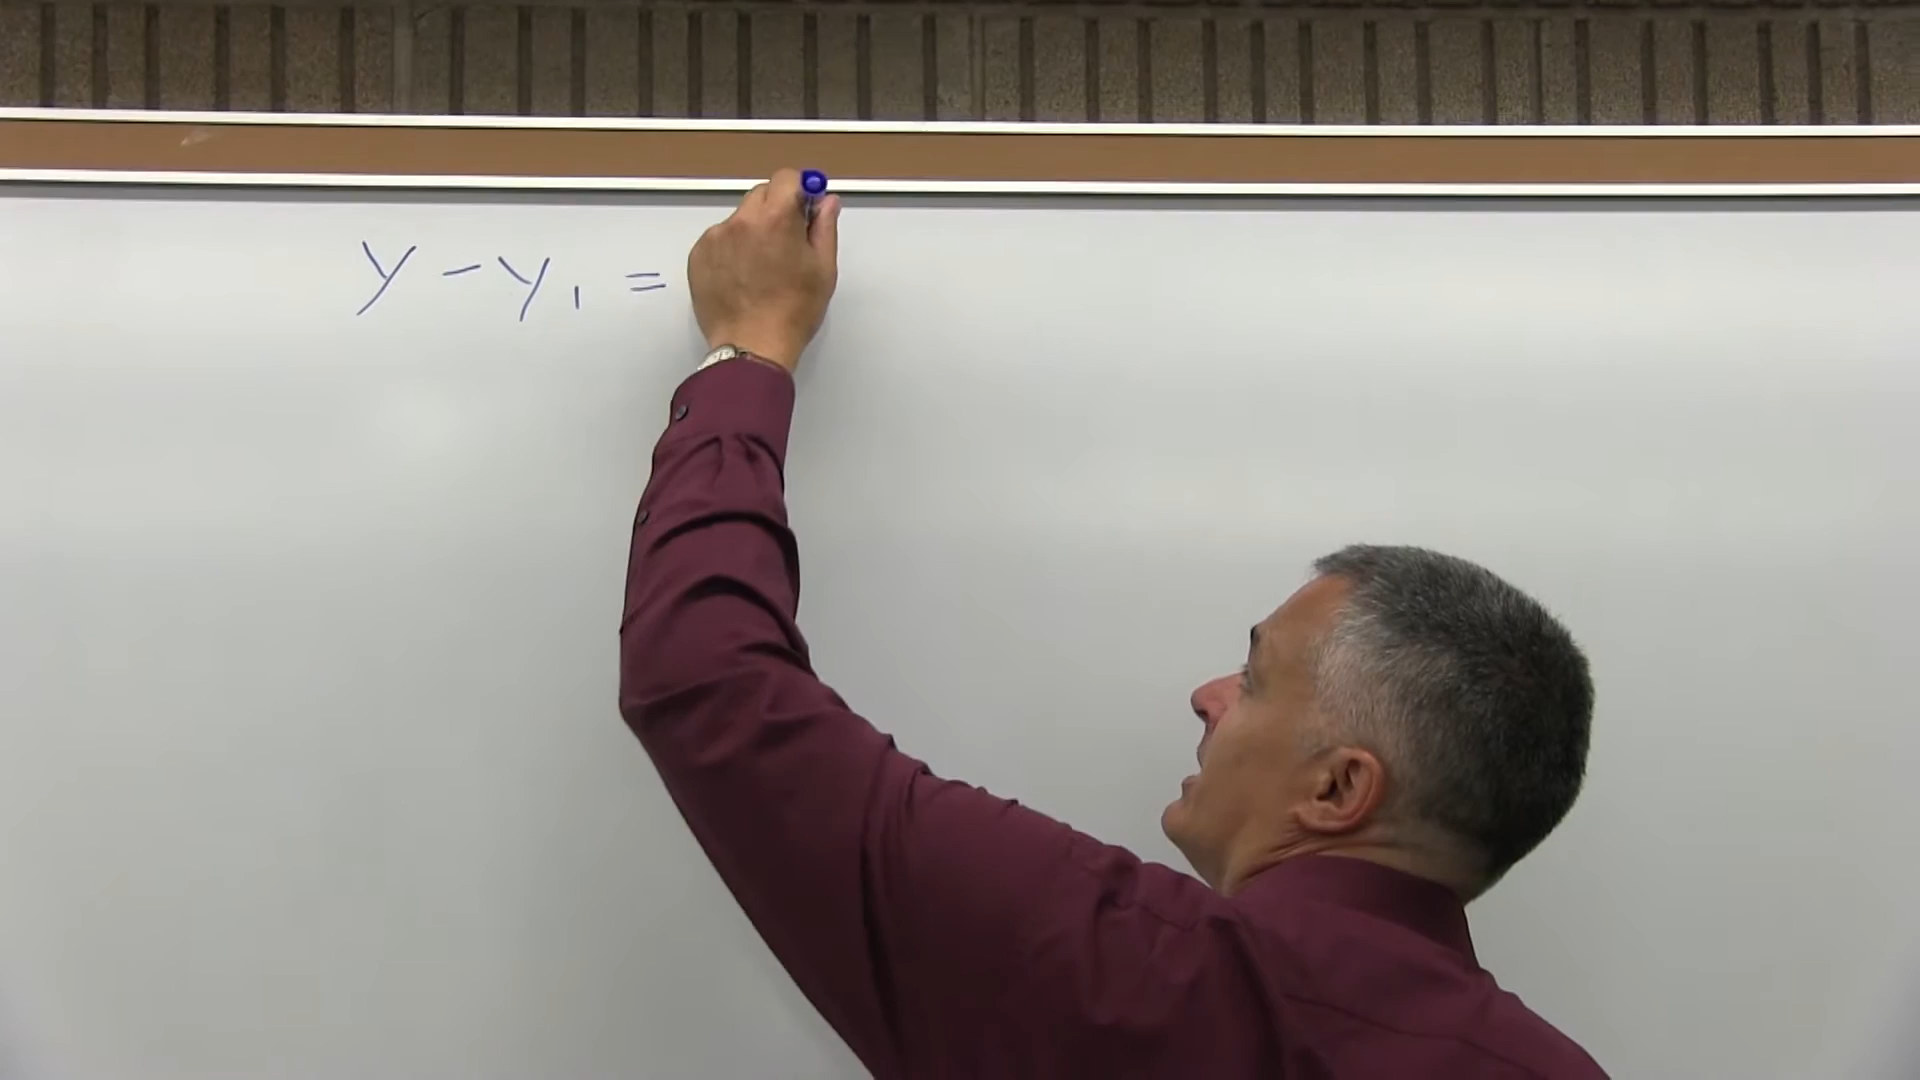 y - y₁ =